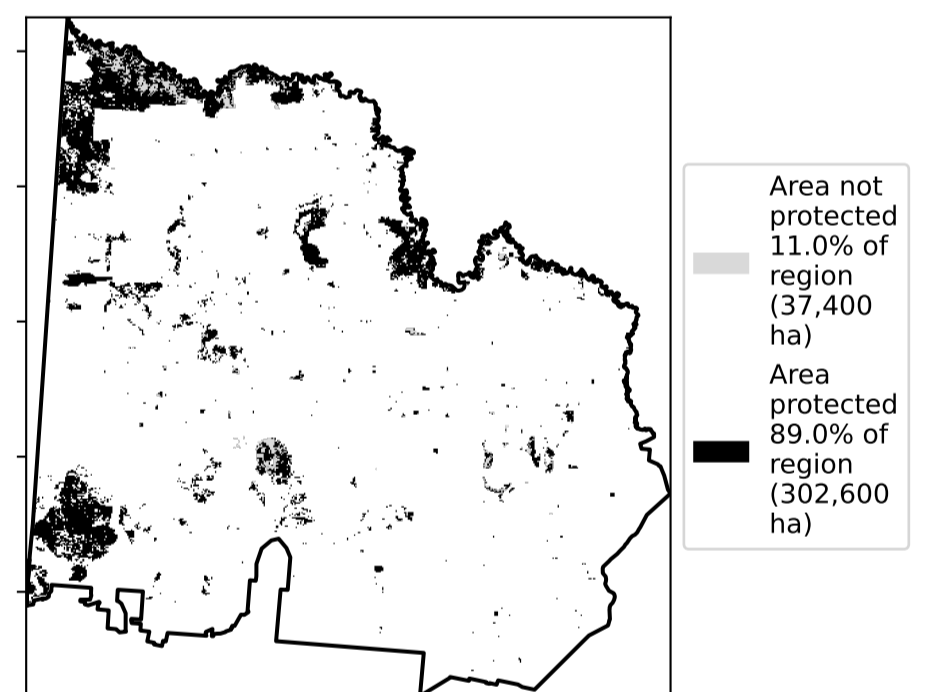 Area not
protected
11.0% of
region
(37,400
ha)
Area
protected
89.0% of
region
(302,600
ha)